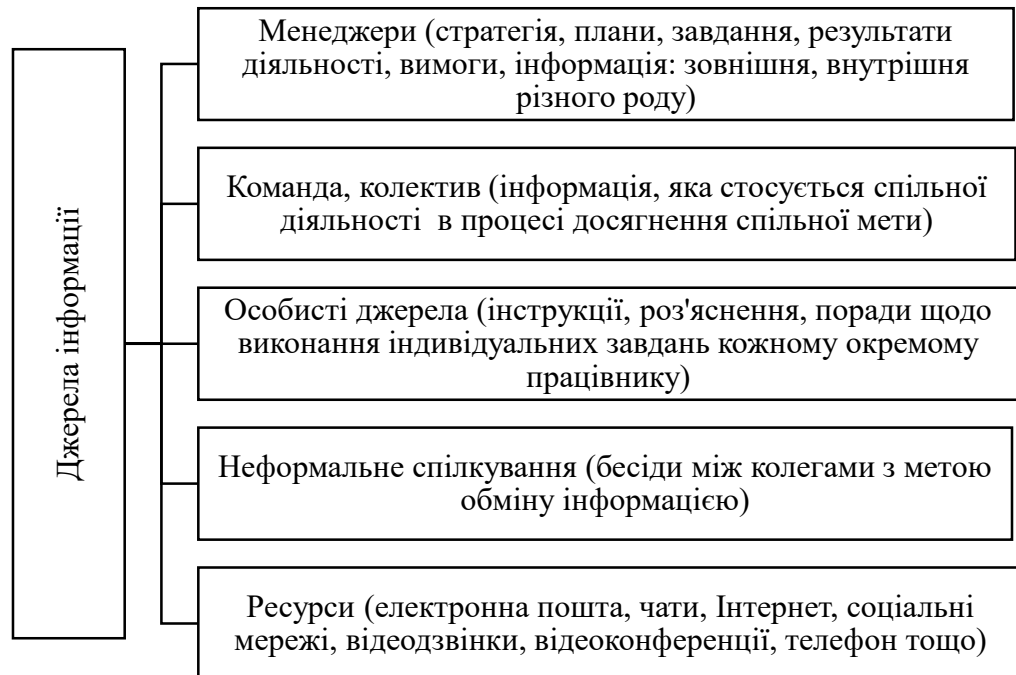 Джерела інформації
Менеджери (стратегія, плани, завдання, результати
діяльності, вимоги, інформація: зовнішня, внутрішня
різного роду)
Команда, колектив (інформація, яка стосується спільної
діяльності в процесі досягнення спільної мети)
Особисті джерела (інструкції, роз'яснення, поради щодо
виконання індивідуальних завдань кожному окремому
працівнику)
Неформальне спілкування (бесіди між колегами з метою
обміну інформацією)
Ресурси (електронна пошта, чати, Інтернет, соціальні
мережі, відеодзвінки, відеоконференції, телефон тощо)